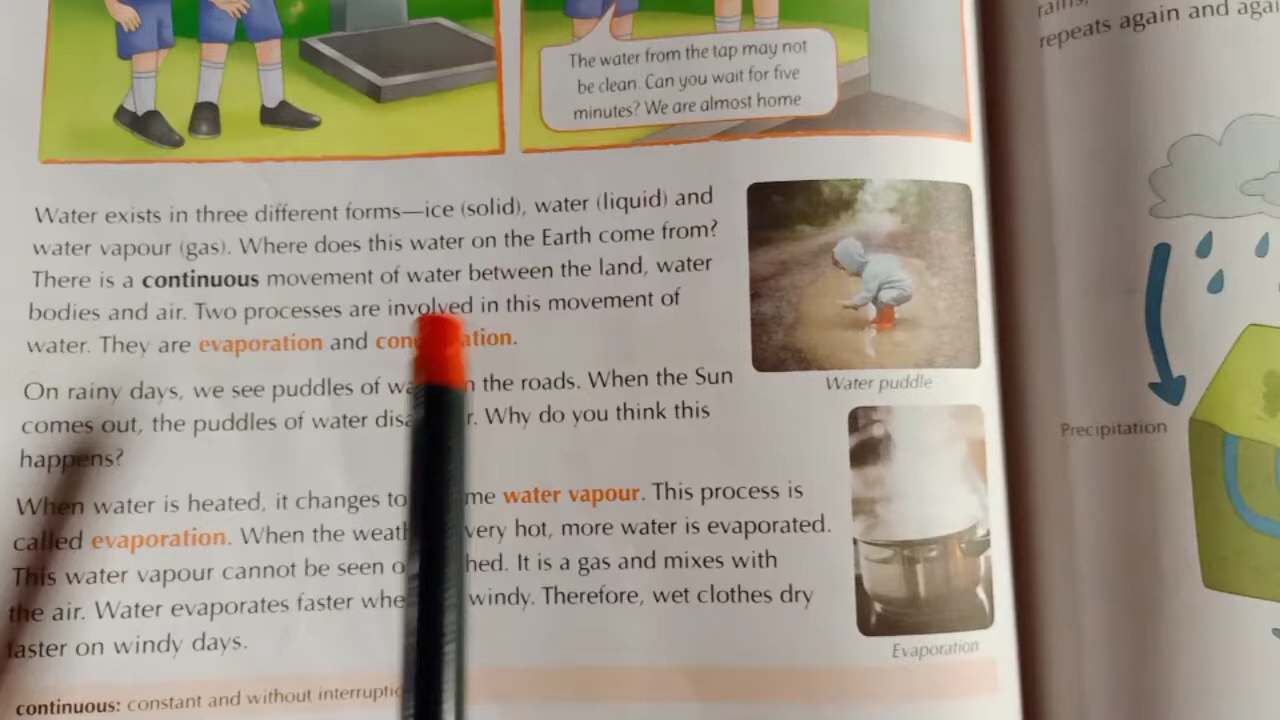 The water from the tap may not
be clean. Can you wait for five
minutes? We are almost home
Water exists in three different forms—ice (solid), water (liquid) and
water vapour (gas). Where does this water on the Earth come from?
There is a continuous movement of water between the land, water
bodies and air. Two processes are involved in this movement of
water. They are evaporation and con ation.
On rainy days, we see puddles of wa n the roads. When the Sun
comes out, the puddles of water disa r. Why do you think this
happens?
When water is heated, it changes to me water vapour. This process is
called evaporation. When the weat very hot, more water is evaporated.
This water vapour cannot be seen o hed. It is a gas and mixes with
the air. Water evaporates faster whe windy. Therefore, wet clothes dry
faster on windy days.
continuous: constant and without interruptio
Water puddle
Evaporation
rains,
repeats again and agai
Precipitation